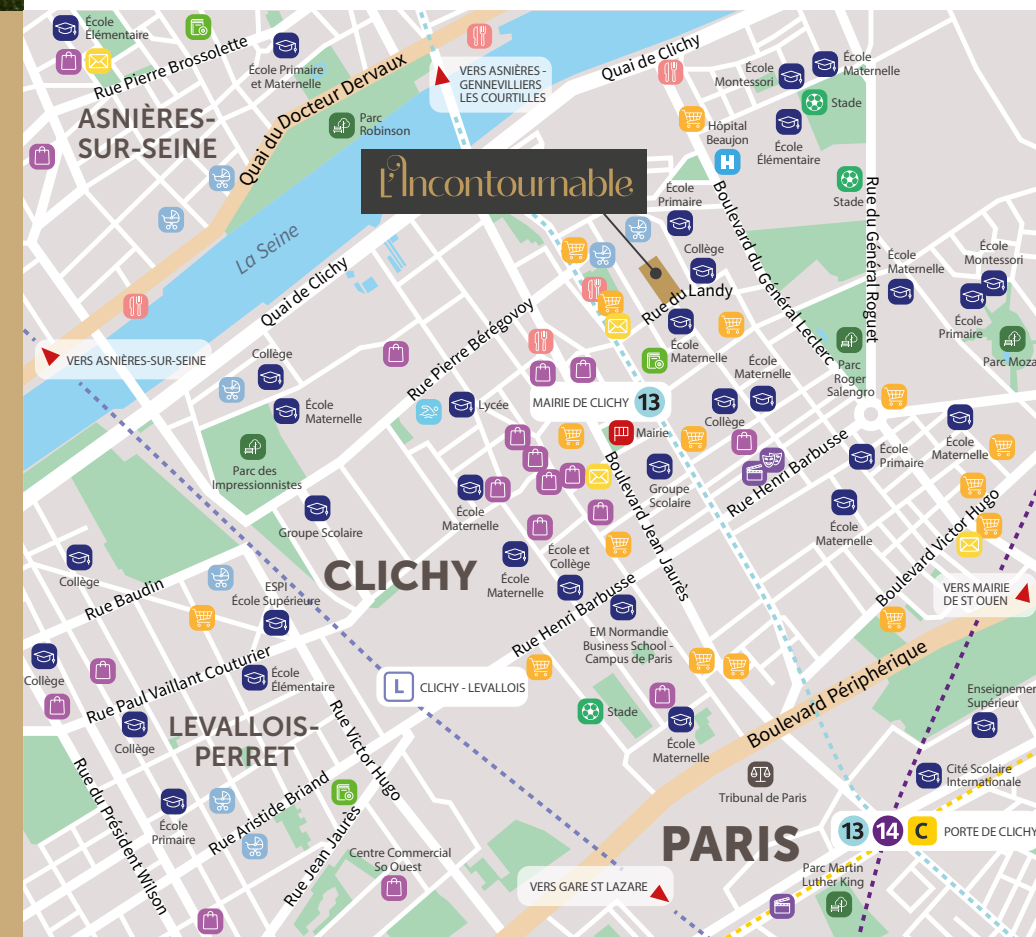 École
Élémentaire
Rue Pierre Brossolette
École Primaire
et Maternelle
ASNIÈRES-
SUR-SEINE
Quai du Docteur Dervaux
Parc
Robinson
VERS ASNIÈRES -
GENNEVILLIERS
LES COURTILLES
Quai de Clichy
École
Montessori
École
Maternelle
Stade
École
Élémentaire
Hôpital
Beaujon
H
L'Incontournable
École
Primaire
Collège
Stade
Boulevard du Général Leclerc
Rue du Général Roguet
École
Maternelle
École
Montessori
École
Primaire
Parc Moza
La Seine
Quai de Clichy
Rue du Landy
École
Maternelle
Rue Pierre Bérégovoy
VERS ASNIÈRES-SUR-SEINE
Collège
École
Maternelle
Lycée
MAIRIE DE CLICHY 13
Mairie
École
Maternelle
Collège
Parc
Roger
Salengro
Parc des
Impressionnistes
Groupe Scolaire
École
Maternelle
Groupe
Scolaire
Boulevard Jean Jaurès
Rue Henri Barbusse
École
Primaire
École
Maternelle
École
Maternelle
Boulevard Victor Hugo
Collège
Rue Baudin
ESPI
École Supérieure
CLICHY
École
Maternelle
École et
Collège
Rue Henri Barbusse
EM Normandie
Business School -
Campus de Paris
VERS MAIRIE
DE ST OUEN
Collège
Rue Paul Vaillant Couturier
École
Élémentaire
L CLICHY - LEVALLOIS
Stade
École
Maternelle
Boulevard Périphérique
Enseignemen
Supérieur
Collège
LEVALLOIS-
PERRET
Rue Victor Hugo
Rue du Président Wilson
École
Primaire
Rue Aristide Briand
Rue Jean Jaurès
Centre Commercial
So Ouest
Tribunal de Paris
Cité Scolaire
Internationale
PARIS
13 14 C PORTE DE CLICHY
VERS GARE ST LAZARE
Parc Martin
Luther King